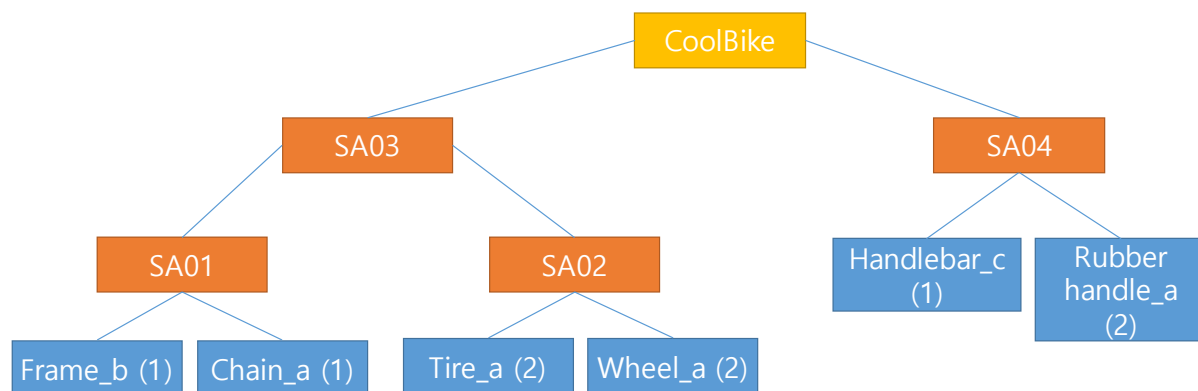 CoolBike
SA03
SA04
SA01
SA02
Handlebar_c
(1)
Rubber
handle_a
(2)
Frame_b (1)
Chain_a (1)
Tire_a (2)
Wheel_a (2)